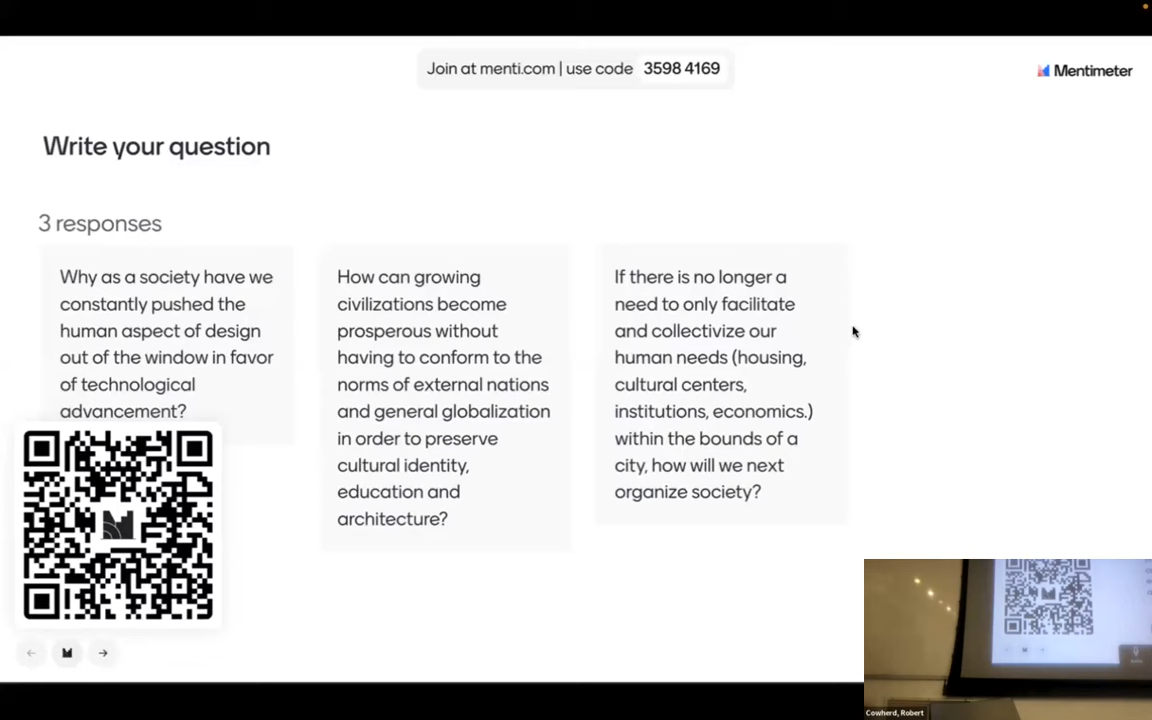 Join at menti.com | use code 3598 4169
Mentimeter
Write your question
3 responses
Why as a society have we
constantly pushed the
human aspect of design
out of the window in favor
of technological
advancement?
How can growing
civilizations become
prosperous without
having to conform to the
norms of external nations
and general globalization
in order to preserve
cultural identity,
education and
architecture?
If there is no longer a
need to only facilitate
and collectivize our
human needs (housing,
cultural centers,
institutions, economics.)
within the bounds of a
city, how will we next
organize society?
Cowherd, Robert